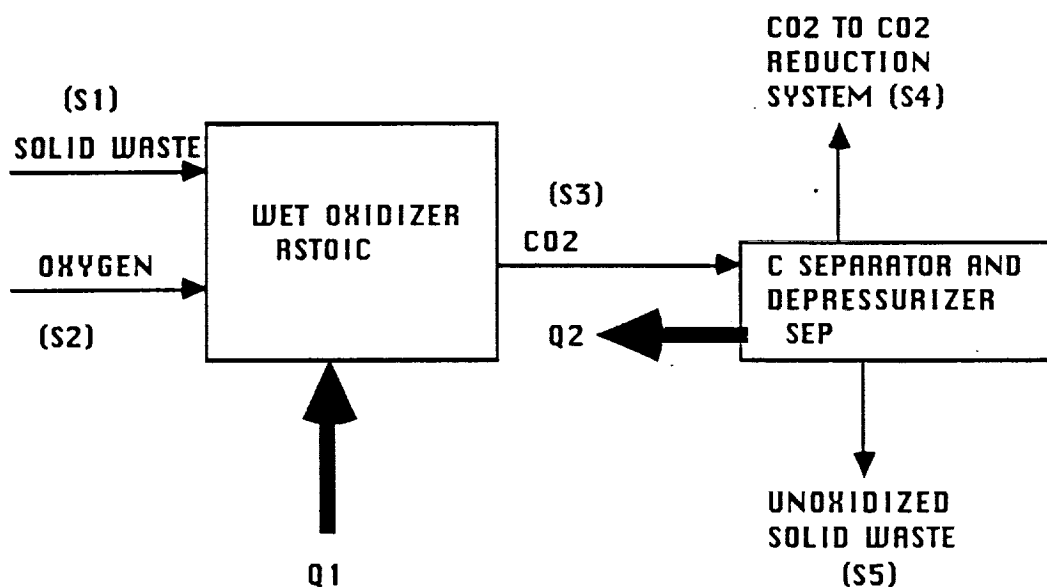 CO2 TO CO2
REDUCTION
SYSTEM (S4)
(S1)
SOLID WASTE
WET OXIDIZER
RSTOIC
(S3)
CO2
OXYGEN
(S2)
C SEPARATOR AND
DEPRESSURIZER
SEP
Q2
Q1
UNOXIDIZED
SOLID WASTE
(S5)